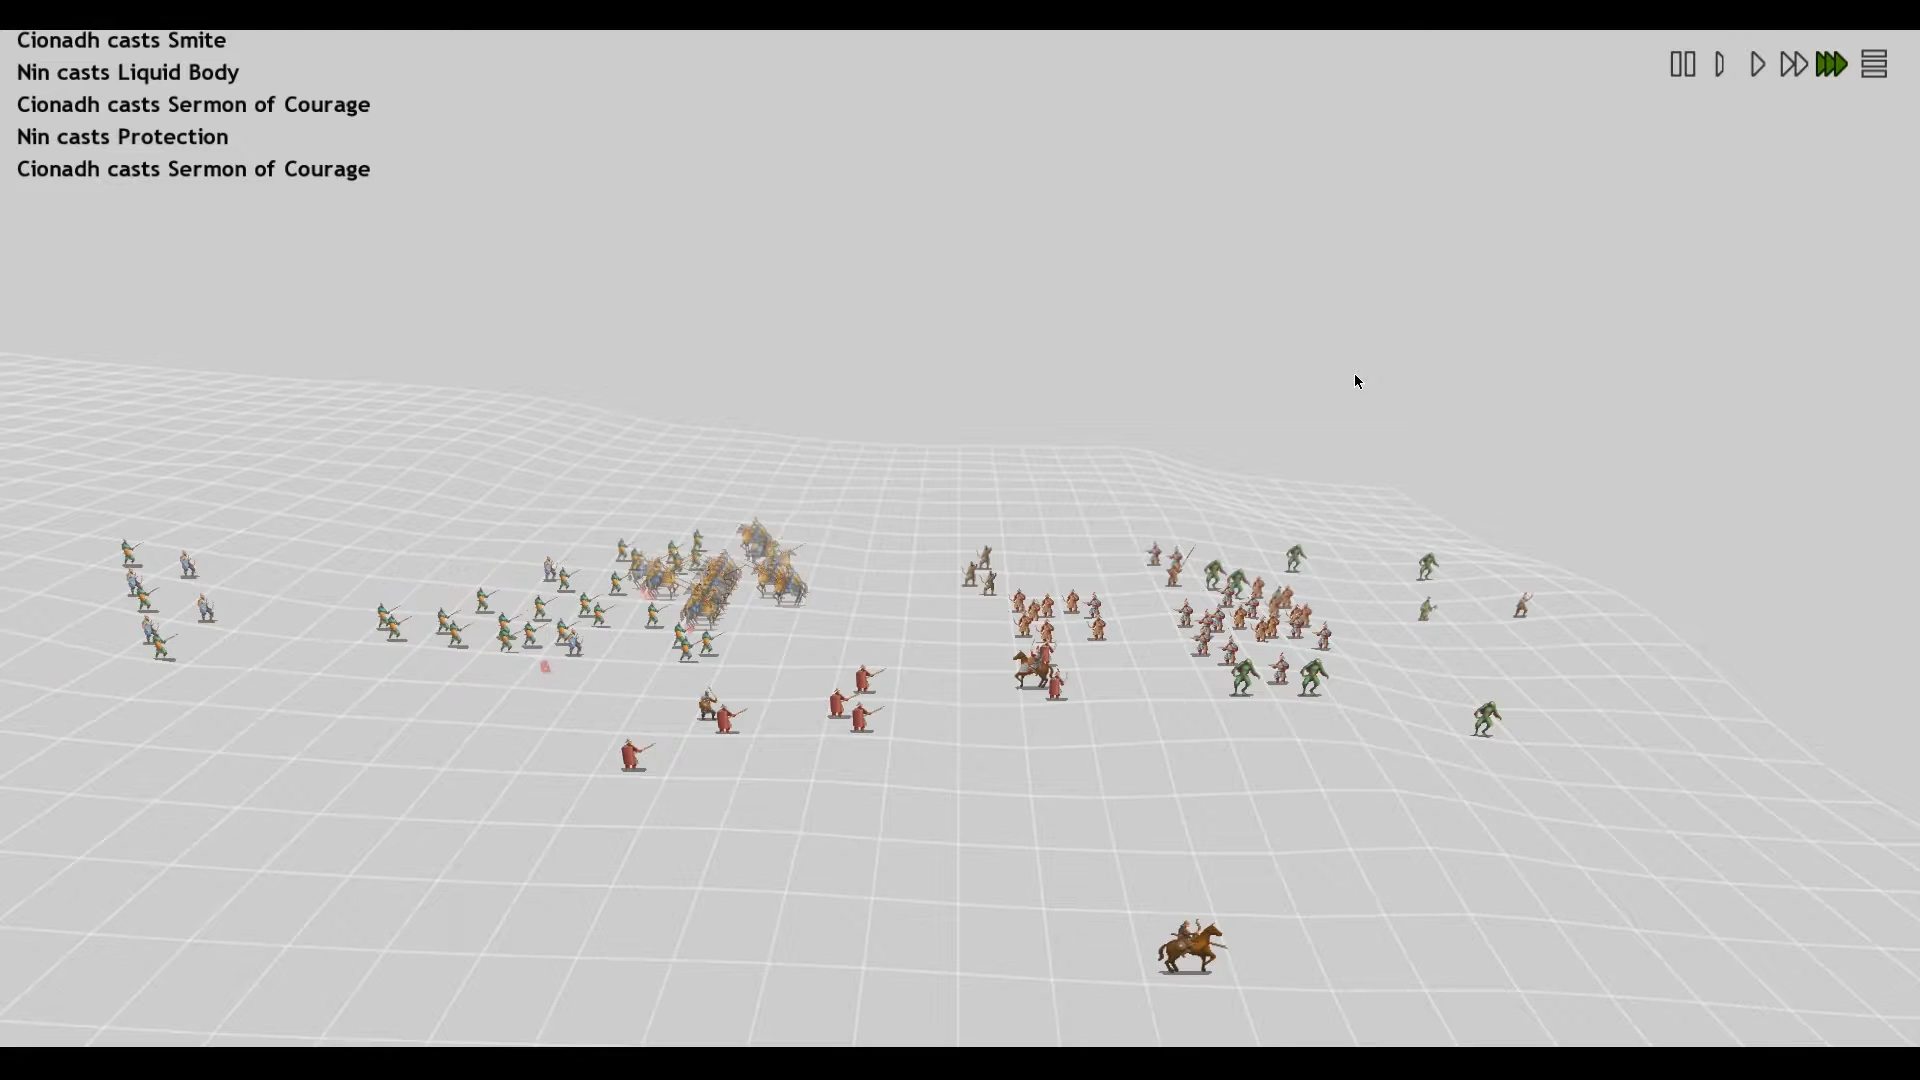 Cionadh casts Smite
Nin casts Liquid Body
Cionadh casts Sermon of Courage
Nin casts Protection
Cionadh casts Sermon of Courage